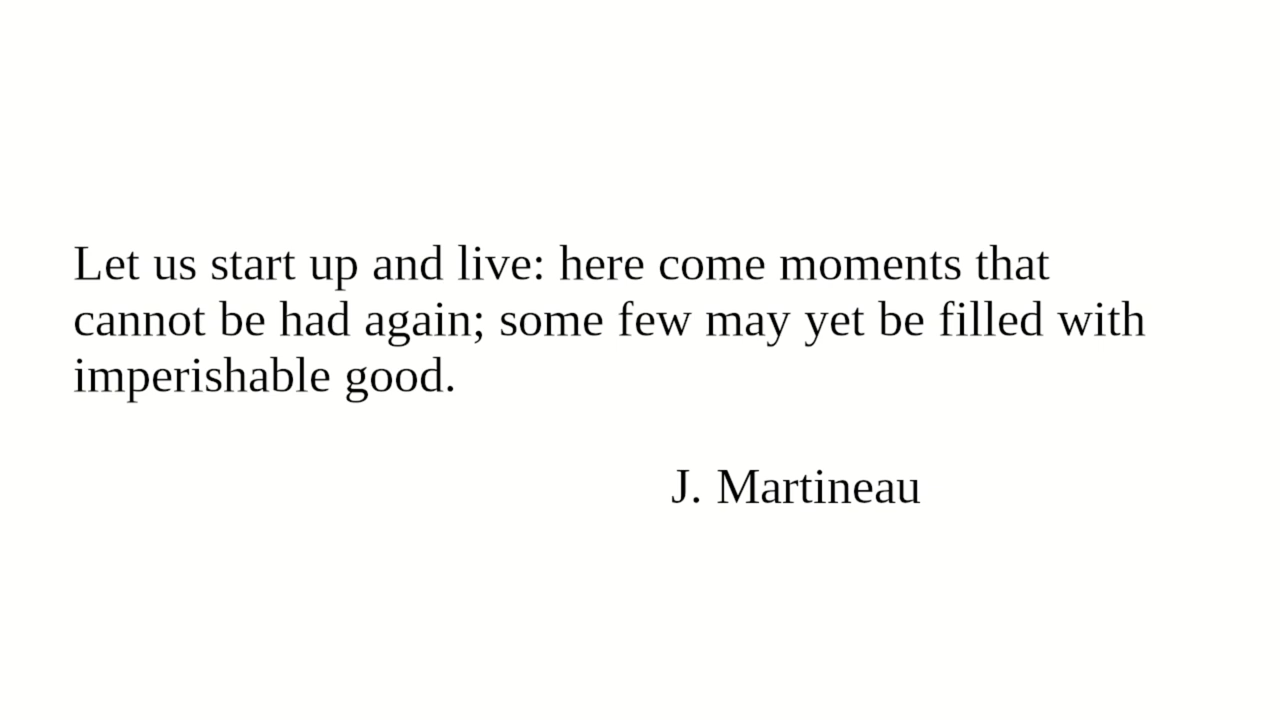 Let us start up and live: here come moments that
cannot be had again; some few may yet be filled with
imperishable good.
J. Martineau